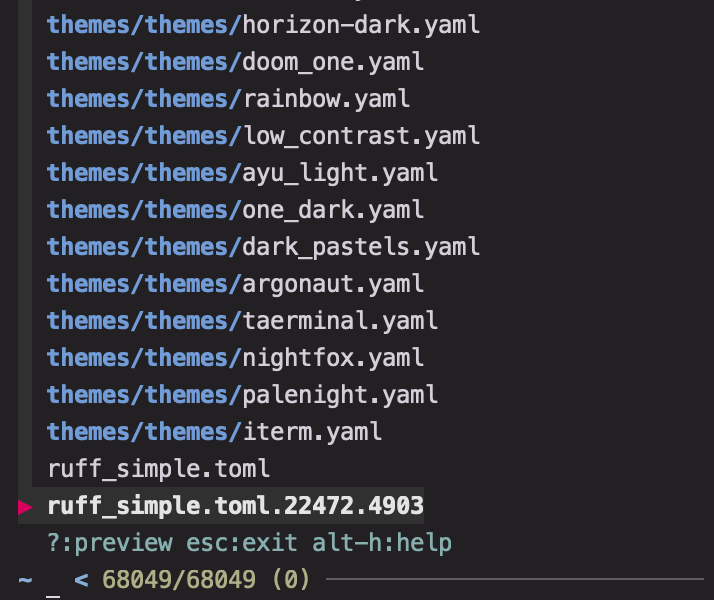 themes/themes/horizon-dark.yaml
themes/themes/doom_one.yaml
themes/themes/rainbow.yaml
themes/themes/low_contrast.yaml
themes/themes/ayu_light.yaml
themes/themes/one_dark.yaml
themes/themes/dark_pastels.yaml
themes/themes/argonaut.yaml
themes/themes/taerminal.yaml
themes/themes/nightfox.yaml
themes/themes/palenight.yaml
themes/themes/iterm.yaml
ruff_simple.toml
▶ ruff_simple.toml.22472.4903
?:preview esc:exit alt-h:help
~ _ < 68049/68049 (0)